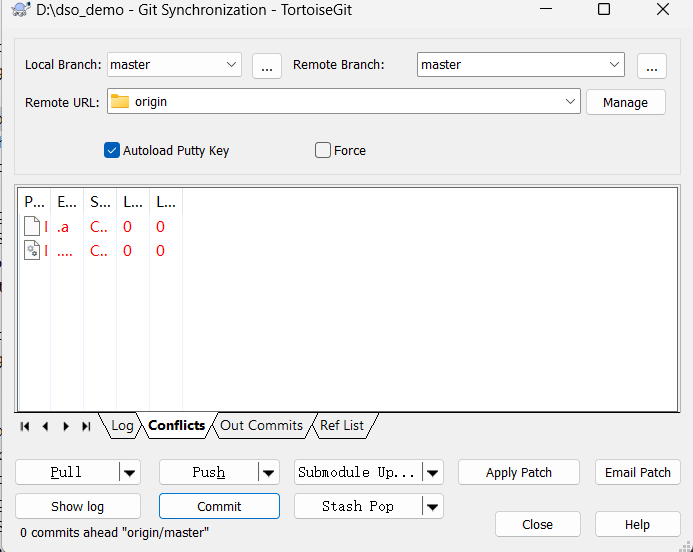 D:\dso_demo - Git Synchronization - TortoiseGit
Local Branch: master ... Remote Branch: master ...
Remote URL: origin Manage
Autoload Putty Key Force
P... E... S... L... L...
.a C.. 0 0
.... C.. 0 0
Log Conflicts Out Commits Ref List
Pull Push Submodule Up... Apply Patch Email Patch
Show log Commit Stash Pop
0 commits ahead "origin/master"
Close Help